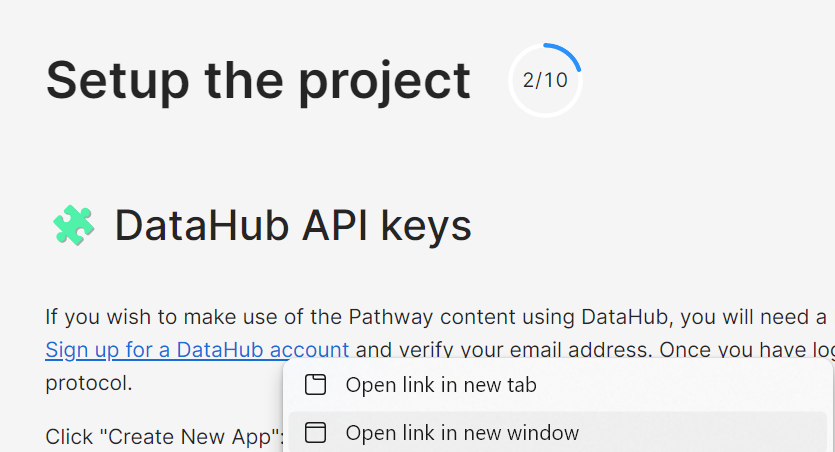 Setup the project
2/10
DataHub API keys
If you wish to make use of the Pathway content using DataHub, you will need a
Sign up for a DataHub account and verify your email address. Once you have
protocol.
Open link in new tab
Click "Create New App":
Open link in new window